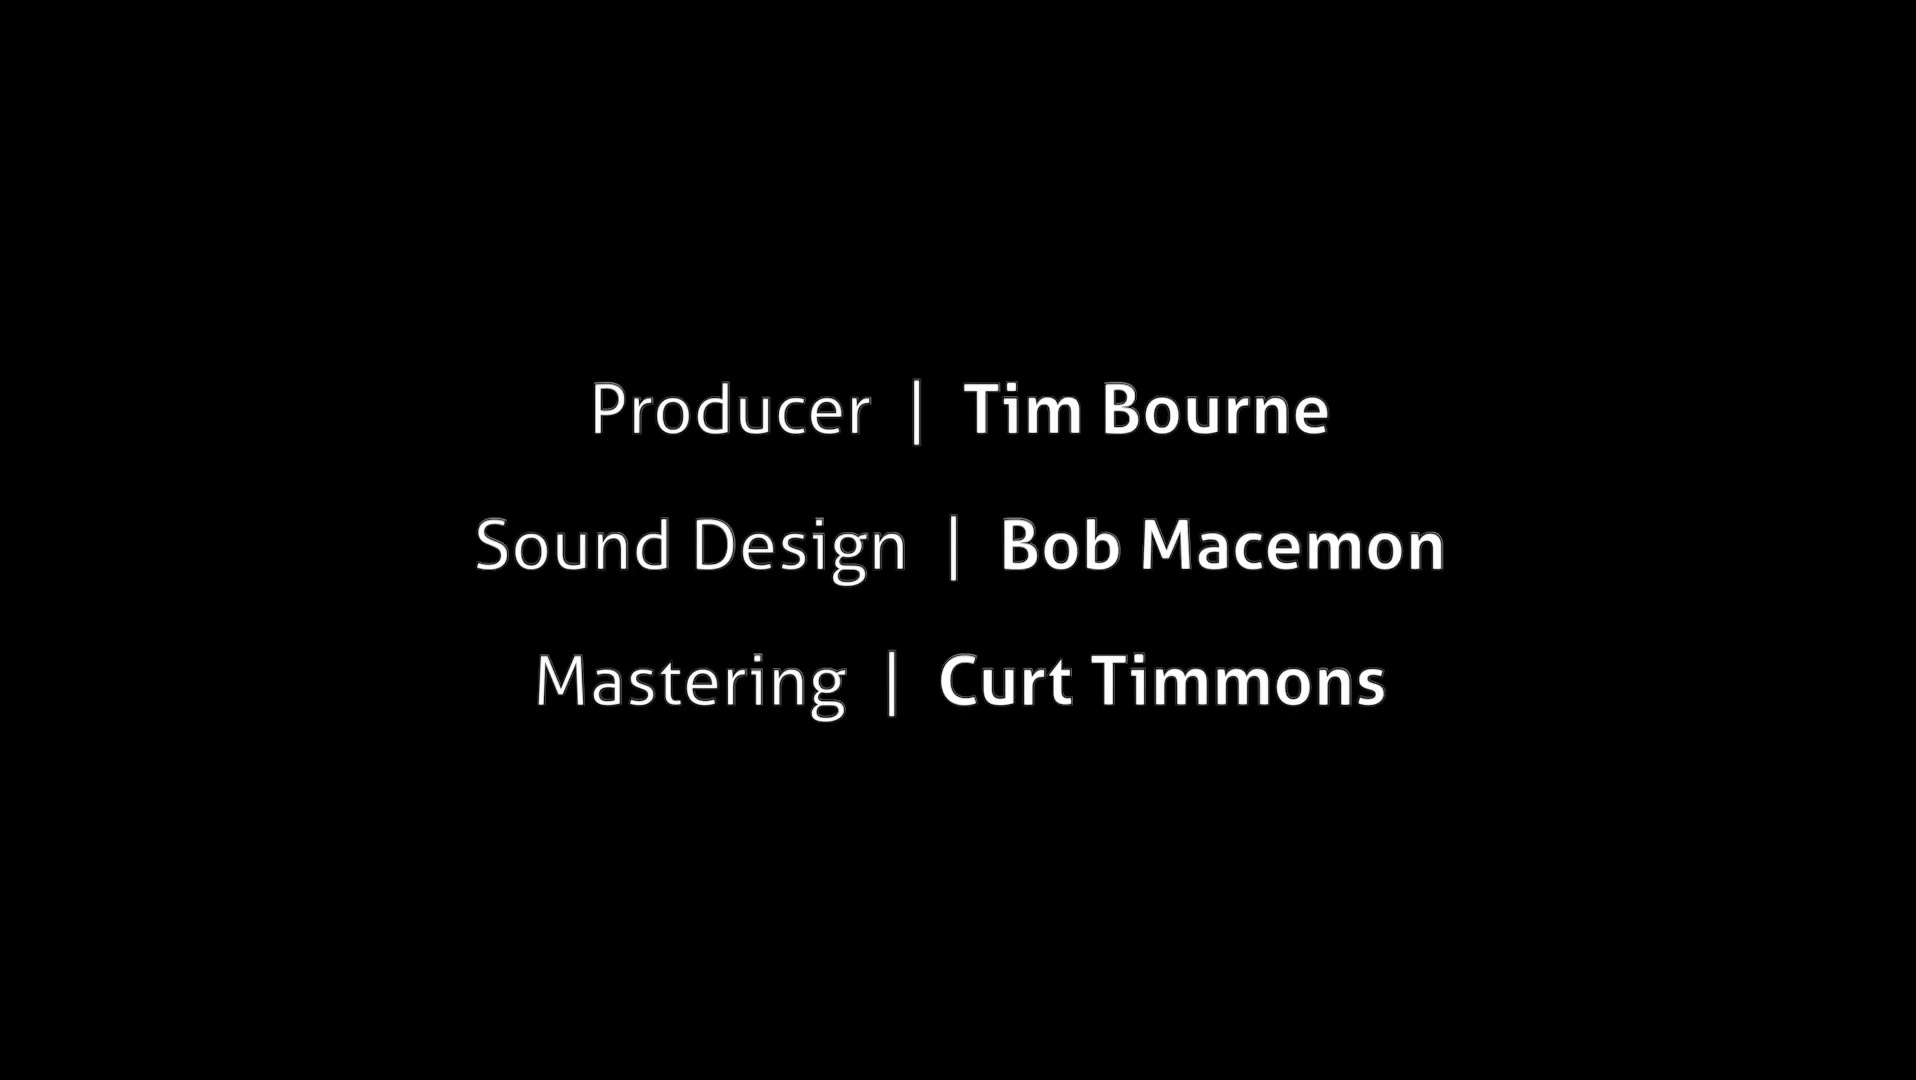 Producer | Tim Bourne
Sound Design | Bob Macemon
Mastering | Curt Timmons